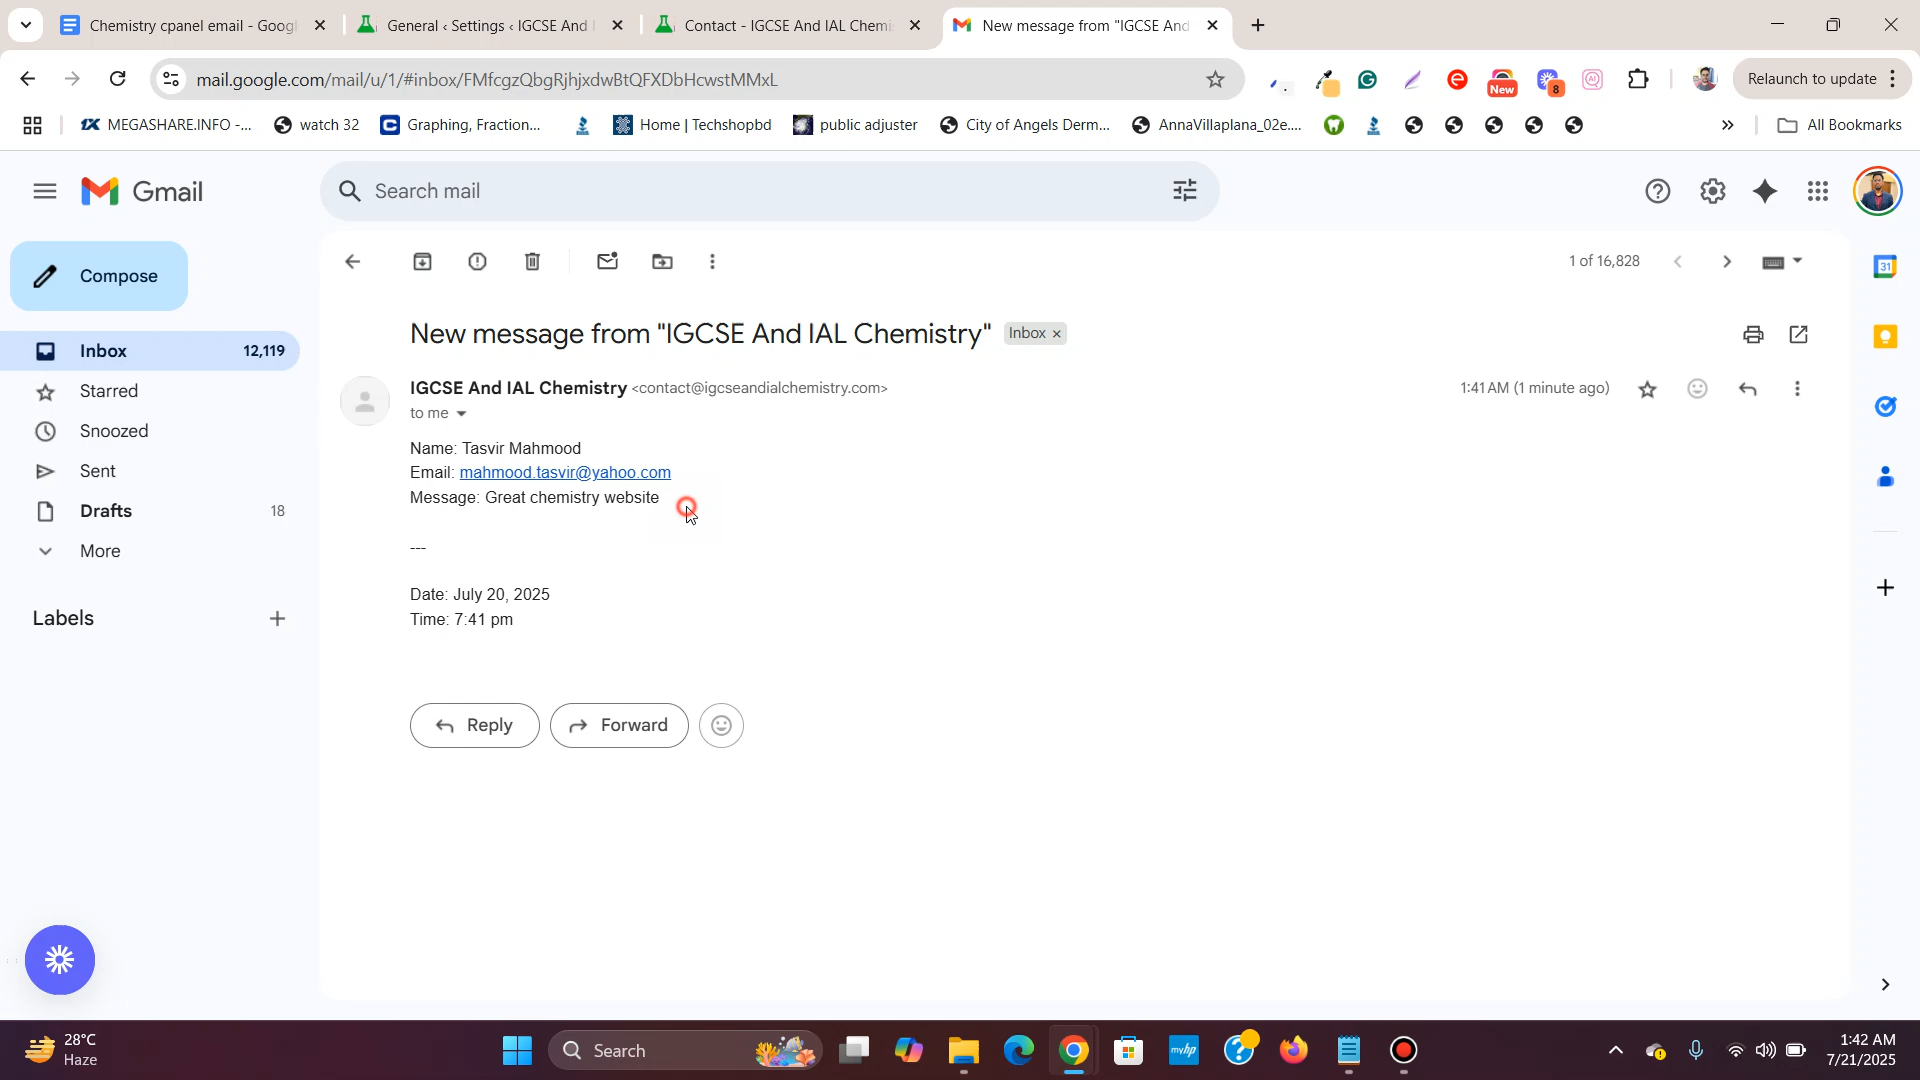 Chemistry cpanel email - Goog
General ‹ Settings ‹ IGCSE And
Contact - IGCSE And IAL Chemi
New message from "IGCSE And
mail.google.com/mail/u/1/#inbox/FMfcgzQbgRjhjxdwBtQFXDbHcwstMMxL
New
8
Relaunch to update
MEGASHARE.INFO -...
watch 32
Graphing, Fraction...
Home | Techshopbd
public adjuster
City of Angels Derm...
AnnaVillaplana_02e....
All Bookmarks
Gmail
Search mail
Compose
1 of 16,828
Inbox 12,119
Starred
Snoozed
Sent
Drafts 18
More
Labels
New message from "IGCSE And IAL Chemistry"
Inbox ×
IGCSE And IAL Chemistry <contact@igcseandialchemistry.com>
1:41 AM (1 minute ago)
to me
Name: Tasvir Mahmood
Email: mahmood.tasvir@yahoo.com
Message: Great chemistry website
---
Date: July 20, 2025
Time: 7:41 pm
Reply
Forward
31
28°C
Haze
Search
myhp
1:42 AM
7/21/2025